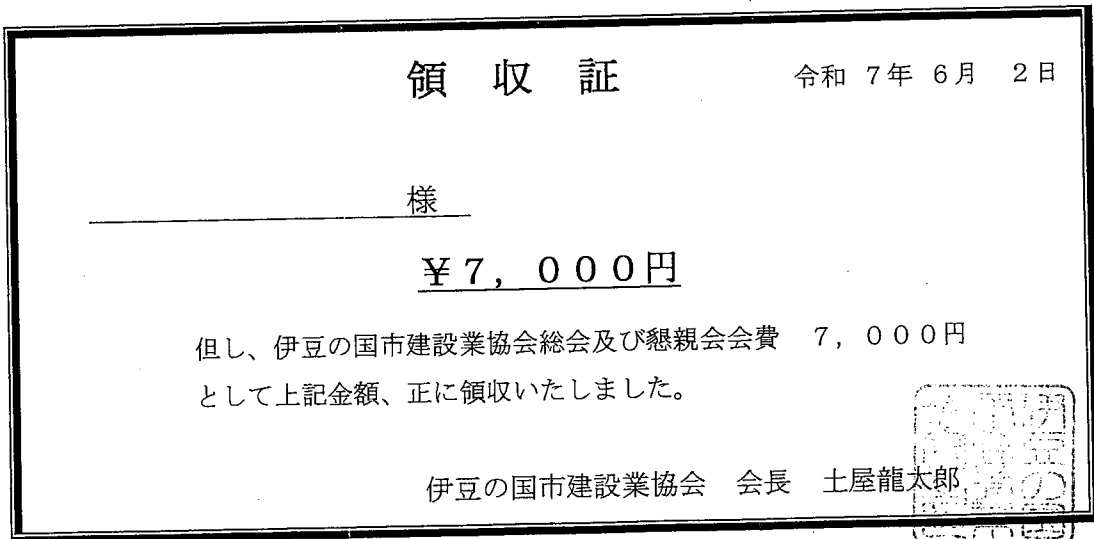 領 収 証
令和 7年 6月 2日
様
¥7,000円
但し、伊豆の国市建設業協会総会及び懇親会会費 7,000円
として上記金額、正に領収いたしました。
伊豆の国市建設業協会 会長 土屋龍太郎